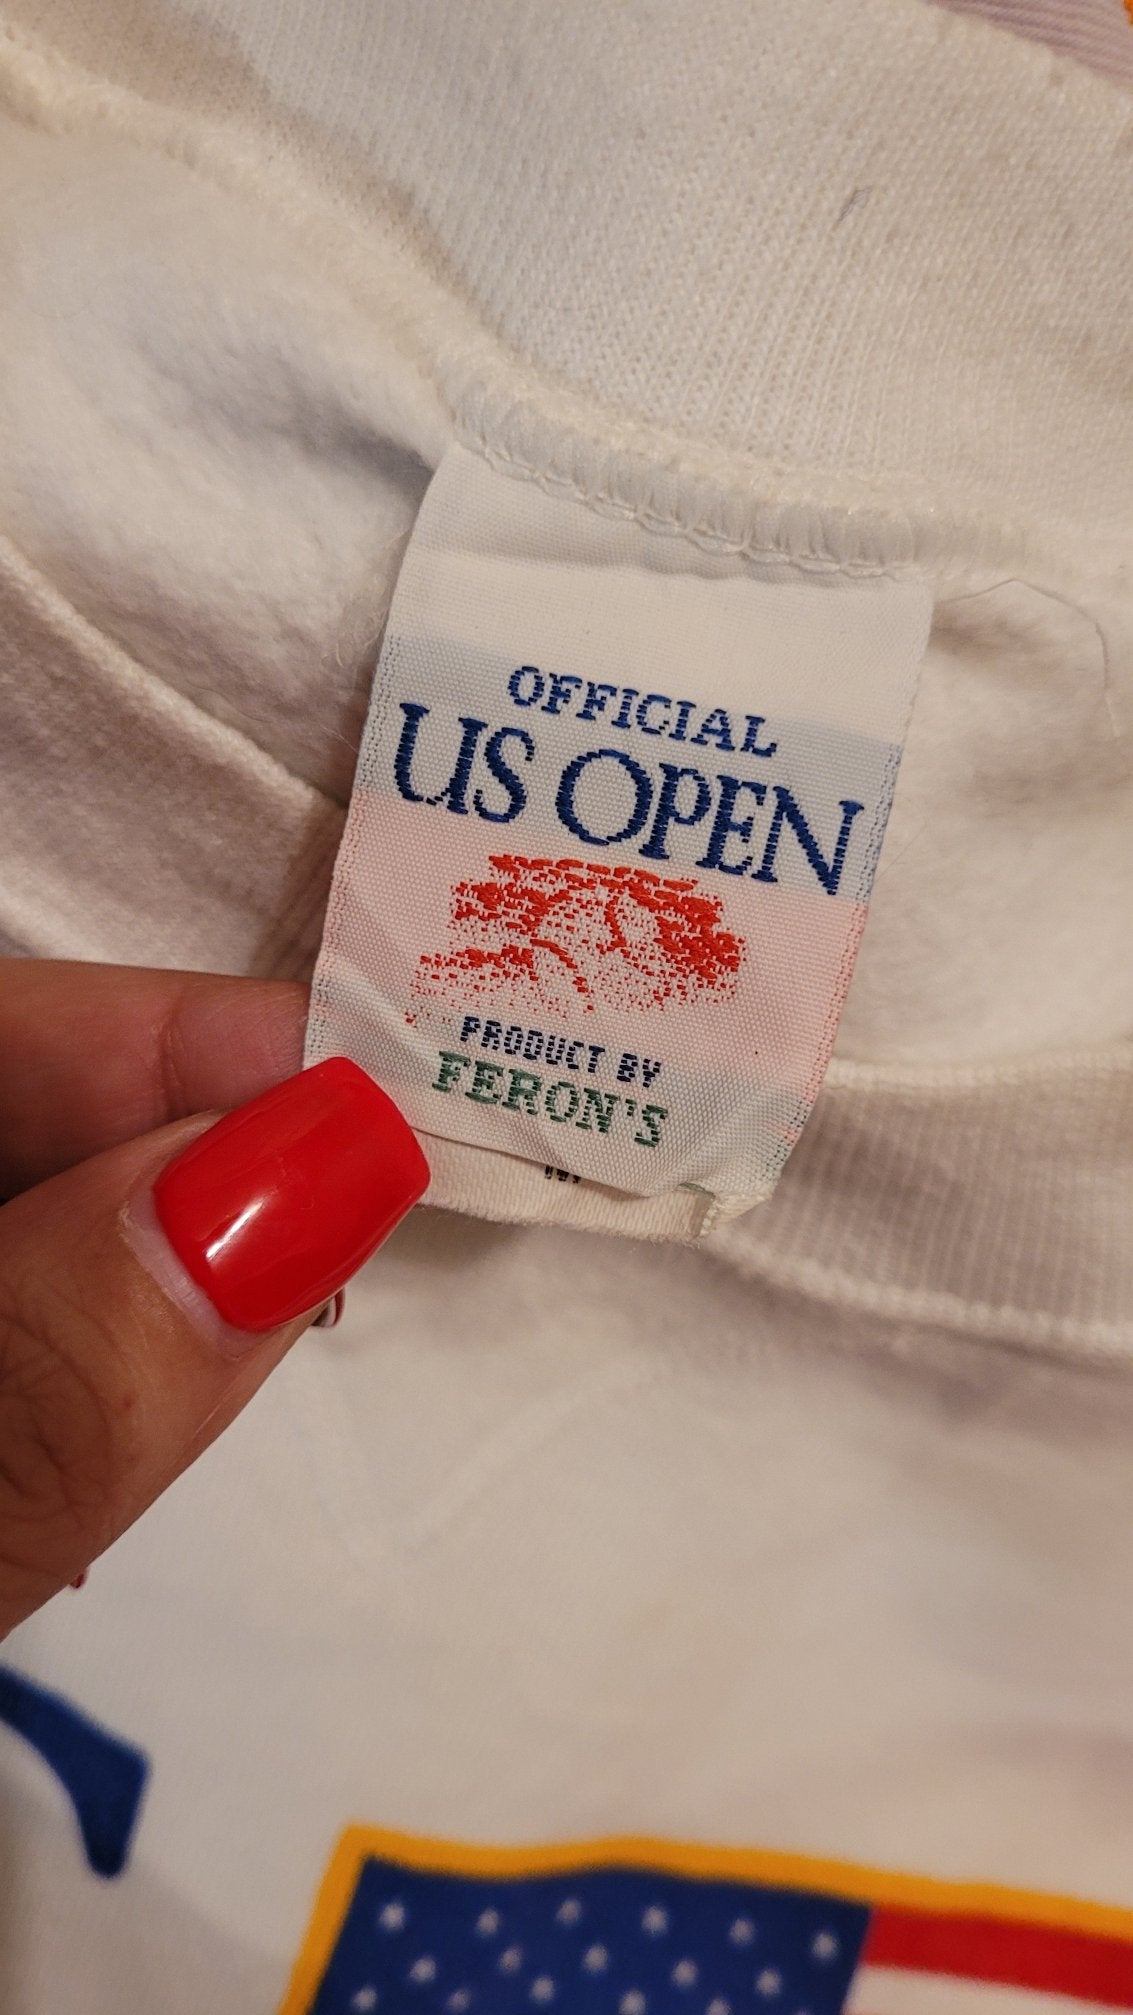 OFFICIAL
US OPEN
PRODUCT BY
FERON'S